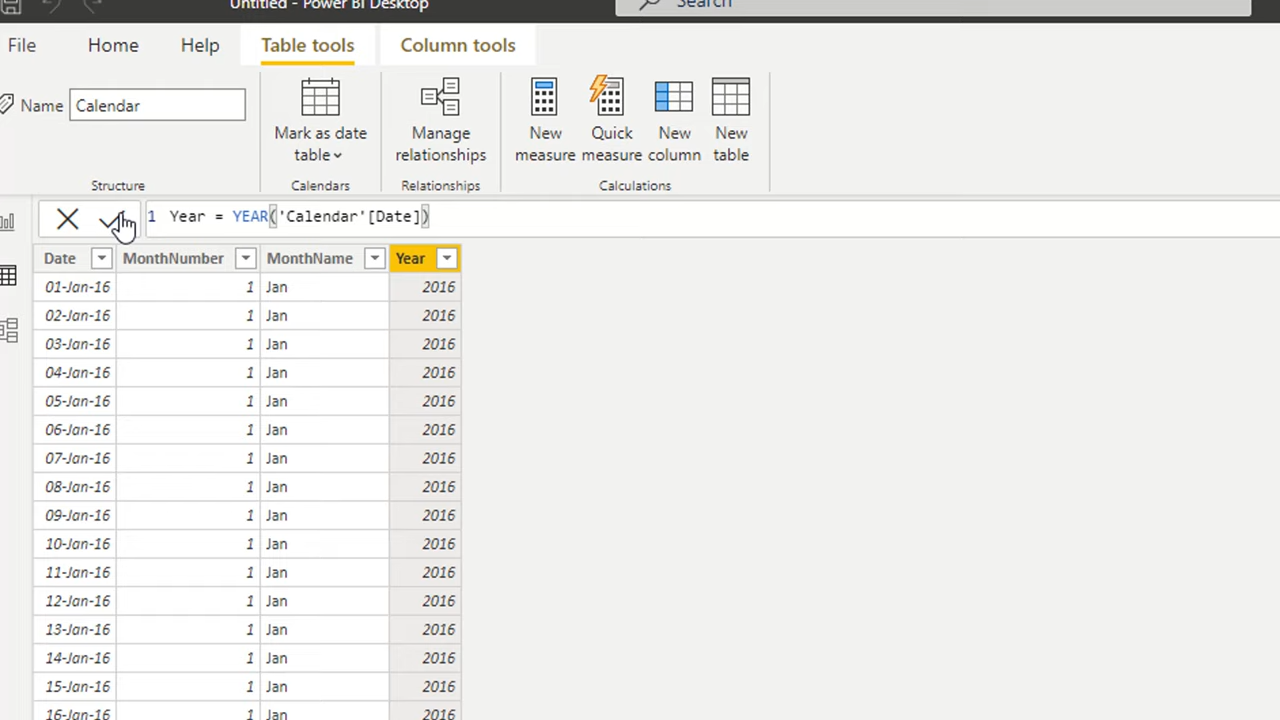 Untitled - Power BI Desktop
Search
File Home Help Table tools Column tools
Name Calendar
Mark as date table
Manage relationships
New measure
Quick measure
New column
New table
Structure Calendars Relationships Calculations
1 Year = YEAR('Calendar'[Date])
Date MonthNumber MonthName Year
01-Jan-16 1 Jan 2016
02-Jan-16 1 Jan 2016
03-Jan-16 1 Jan 2016
04-Jan-16 1 Jan 2016
05-Jan-16 1 Jan 2016
06-Jan-16 1 Jan 2016
07-Jan-16 1 Jan 2016
08-Jan-16 1 Jan 2016
09-Jan-16 1 Jan 2016
10-Jan-16 1 Jan 2016
11-Jan-16 1 Jan 2016
12-Jan-16 1 Jan 2016
13-Jan-16 1 Jan 2016
14-Jan-16 1 Jan 2016
15-Jan-16 1 Jan 2016
16-Jan-16 1 Jan 2016